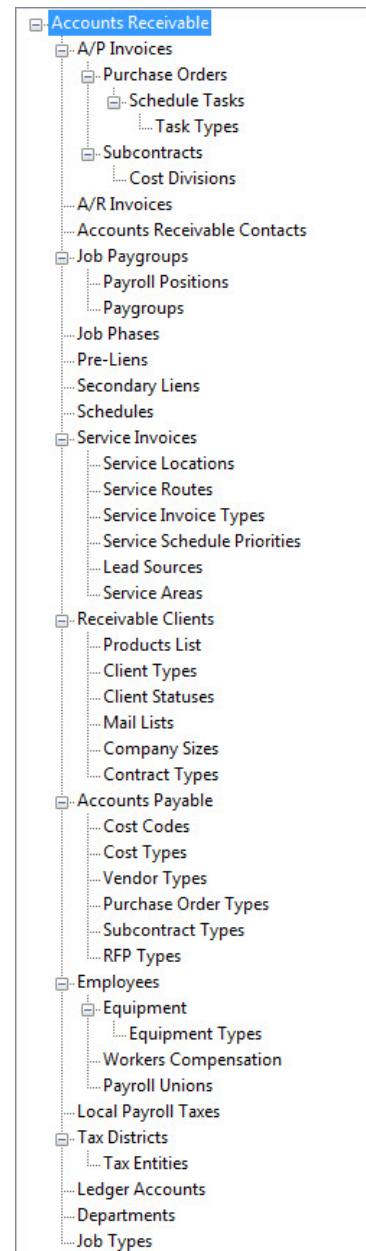 Accounts Receivable
A/P Invoices
Purchase Orders
Schedule Tasks
Task Types
Subcontracts
Cost Divisions
A/R Invoices
Accounts Receivable Contacts
Job Paygroups
Payroll Positions
Paygroups
Job Phases
Pre-Liens
Secondary Liens
Schedules
Service Invoices
Service Locations
Service Routes
Service Invoice Types
Service Schedule Priorities
Lead Sources
Service Areas
Receivable Clients
Products List
Client Types
Client Statuses
Mail Lists
Company Sizes
Contract Types
Accounts Payable
Cost Codes
Cost Types
Vendor Types
Purchase Order Types
Subcontract Types
RFP Types
Employees
Equipment
Equipment Types
Workers Compensation
Payroll Unions
Local Payroll Taxes
Tax Districts
Tax Entities
Ledger Accounts
Departments
Job Types